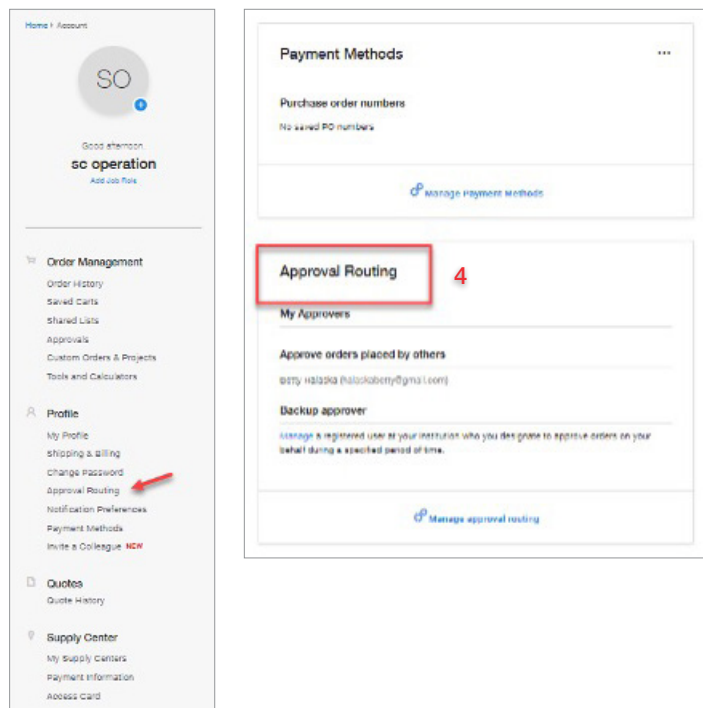 Home › Account
SO
Good afternoon,
sc operation
Add Job Role
Order Management
Order History
Saved Carts
Shared Lists
Approvals
Custom Orders & Projects
Tools and Calculators
Profile
My Profile
Shipping & Billing
Change Password
Approval Routing
Notification Preferences
Payment Methods
Invite a Colleague NEW
Quotes
Quote History
Supply Center
My Supply Centers
Payment Information
Access Card
Payment Methods
Purchase order numbers
No saved PO numbers
Manage Payment Methods
Approval Routing
4
My Approvers
Approve orders placed by others
Betty Halaska (halaskabetty@gmail.com)
Backup approver
Manage a registered user at your institution who you designate to approve orders on your
behalf during a specified period of time.
Manage approval routing